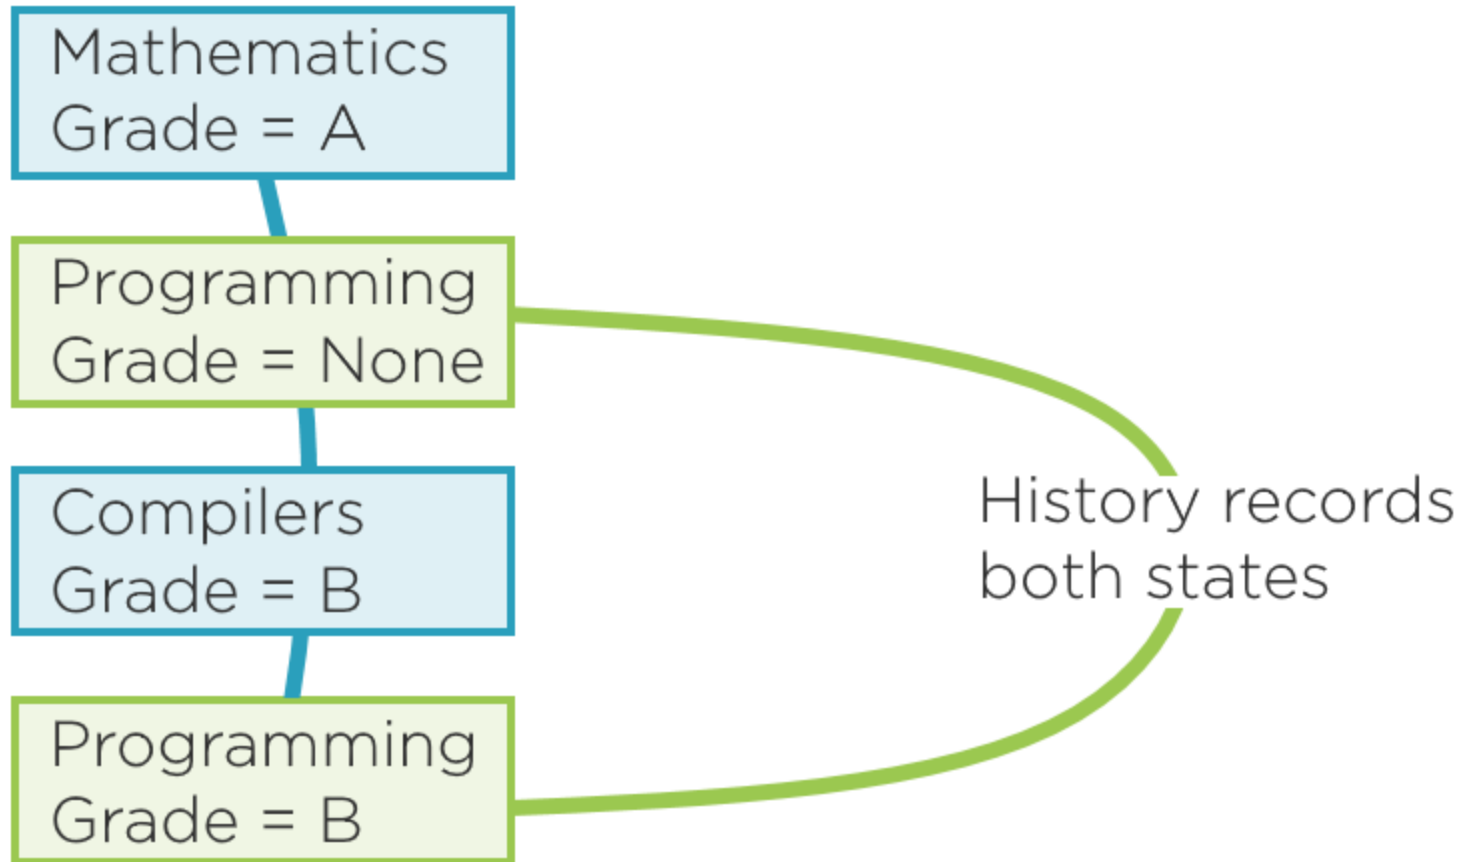 Mathematics
Grade = A
Programming
Grade = None
Compilers
Grade = B
Programming
Grade = B
History records
both states